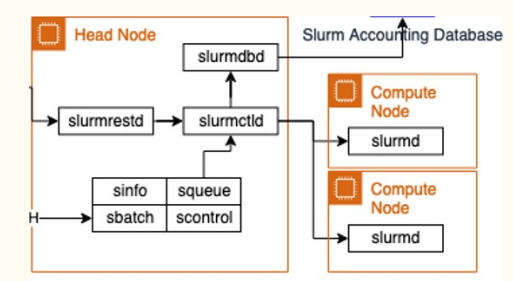 Head Node
Slurm Accounting Database
slurmdbd
Compute
Node
slurmrestd
slurmctld
slurmd
sinfo squeue
sbatch scontrol
Compute
Node
H
slurmd